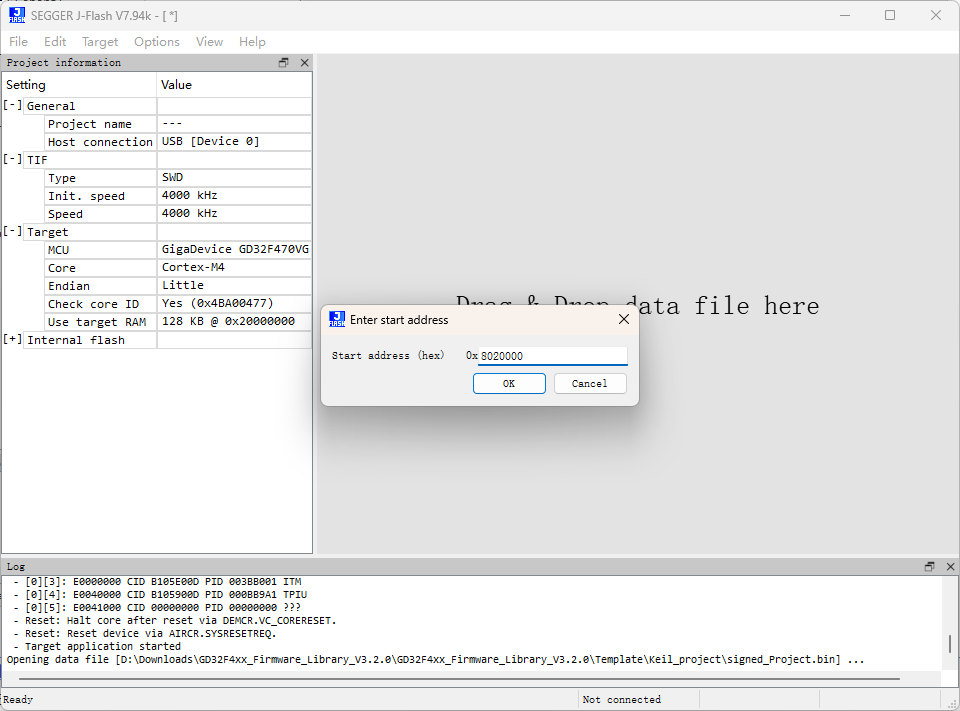 SEGGER J-Flash V7.94k - [ *]
File Edit Target Options View Help
Project information
Setting Value
[-] General
Project name ---
Host connection USB [Device 0]
[-] TIF
Type SWD
Init. speed 4000 kHz
Speed 4000 kHz
[-] Target
MCU GigaDevice GD32F470VG
Core Cortex-M4
Endian Little
Check core ID Yes (0x4BA00477)
Use target RAM 128 KB @ 0x20000000
[+] Internal flash
Drag & Drop data file here
Enter start address
Start address (hex) 0x 8020000
OK Cancel
Log
- [0][3]: E0000000 CID B105E00D PID 003BB001 ITM
- [0][4]: E0040000 CID B105900D PID 000BB9A1 TPIU
- [0][5]: E0041000 CID 00000000 PID 00000000 ???
- Reset: Halt core after reset via DEMCR.VC_CORERESET.
- Reset: Reset device via AIRCR.SYSRESETREQ.
- Target application started
Opening data file [D:\Downloads\GD32F4xx_Firmware_Library_V3.2.0\GD32F4xx_Firmware_Library_V3.2.0\Template\Keil_project\signed_Project.bin] ...
Ready Not connected